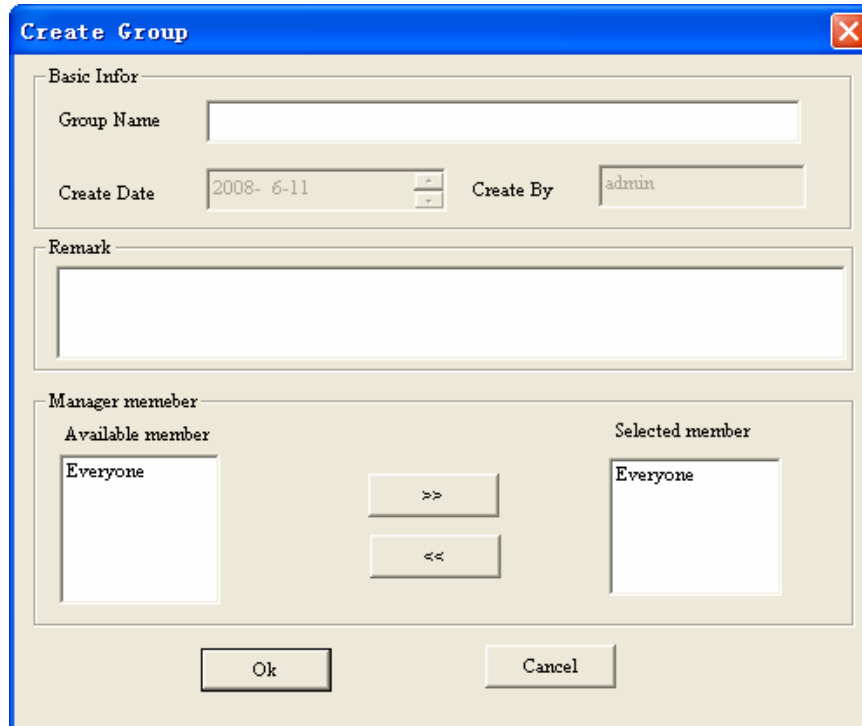 Create Group
Basic Infor
Group Name
Create Date 2008- 6-11 Create By admin
Remark
Manager memeber
Available member Selected member
Everyone Everyone
>>
<<
Ok Cancel